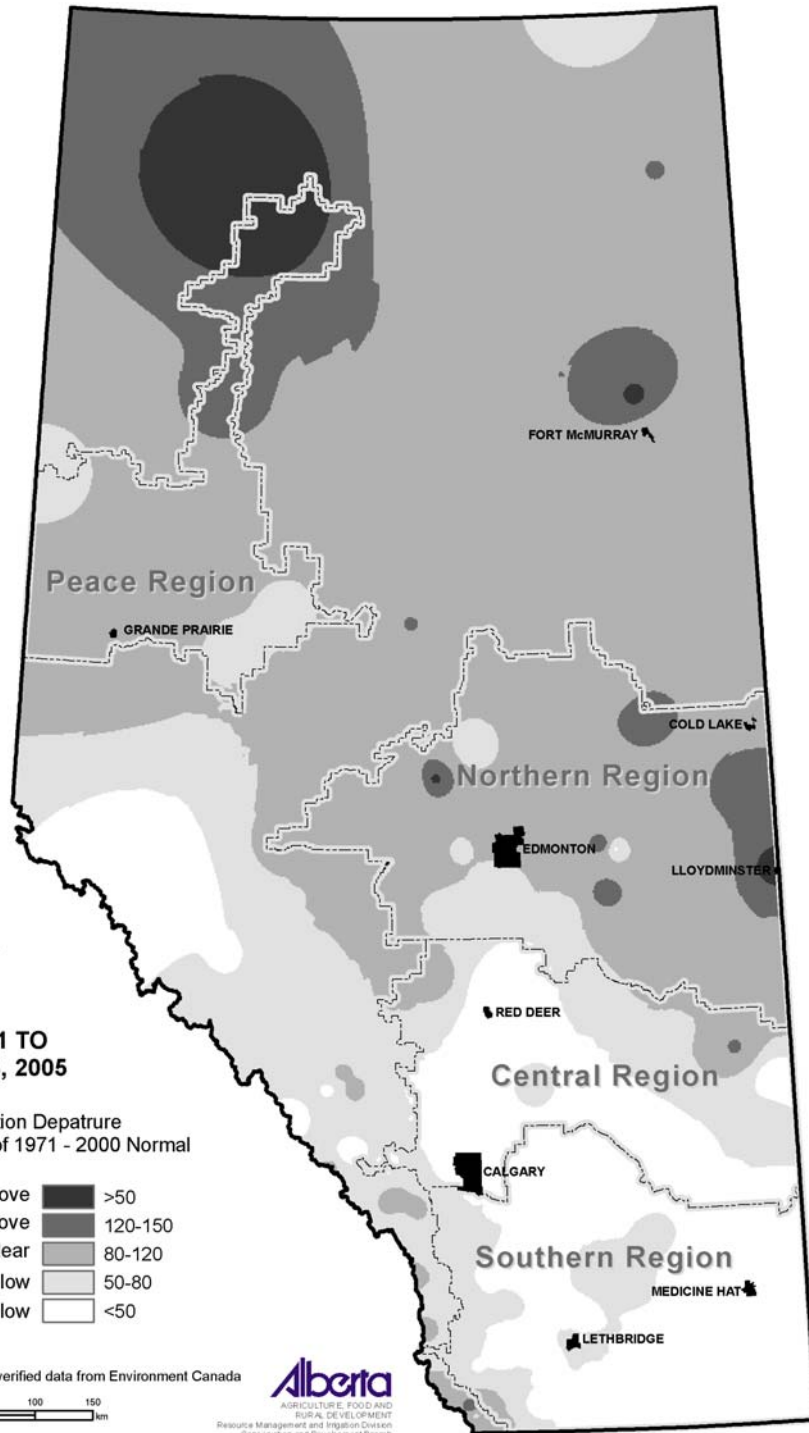 FORT McMURRAY
Peace Region
GRANDE PRAIRIE
COLD LAKE
Northern Region
EDMONTON
LLOYDMINSTER
RED DEER
1 TO
, 2005
Central Region
tion Depatrure
of 1971 - 2000 Normal
CALGARY
ove >50
ove 120-150
lear 80-120
low 50-80
low <50
Southern Region
MEDICINE HAT
LETHBRIDGE
verified data from Environment Canada
100 150
km
Alberta
AGRICULTURE, FOOD AND
RURAL DEVELOPMENT
Resource Management and Irrigation Division